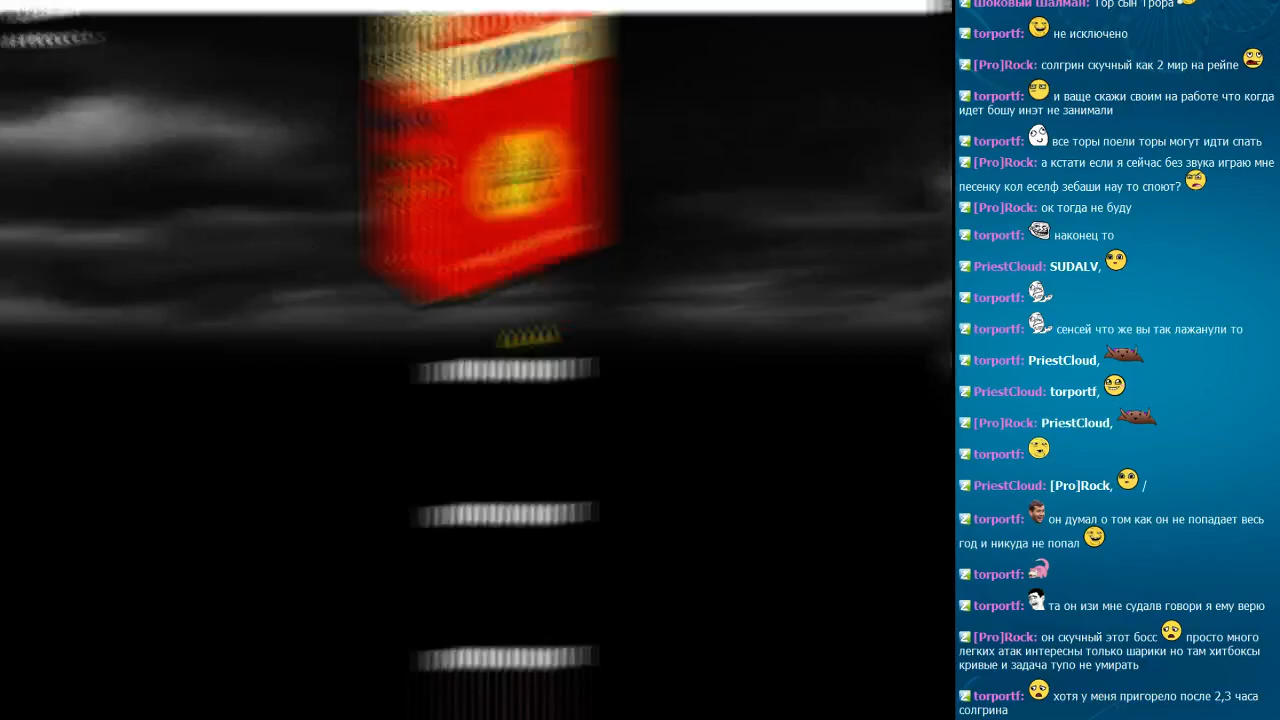 Шоковый Шалман: Тор сын Трора
torportf: не исключено
[Pro]Rock: солгрин скучный как 2 мир на рейпе
torportf: и ваще скажи своим на работе что когда
идет бошу инэт не занимали
torportf: все торы поели торы могут идти спать
[Pro]Rock: а кстати если я сейчас без звука играю мне
песенку кол еселф зебаши нау то споют?
[Pro]Rock: ок тогда не буду
torportf: наконец то
PriestCloud: SUDALV,
torportf:
torportf: сенсей что же вы так лажанули то
torportf: PriestCloud,
PriestCloud: torportf,
[Pro]Rock: PriestCloud,
torportf:
PriestCloud: [Pro]Rock, /
torportf: он думал о том как он не попадает весь
год и никуда не попал
torportf:
torportf: та он изи мне судалв говори я ему верю
[Pro]Rock: он скучный этот босс просто много
легких атак интересны только шарики но там хитбоксы
кривые и задача тупо не умирать
torportf: хотя у меня пригорело после 2,3 часа
солгрина